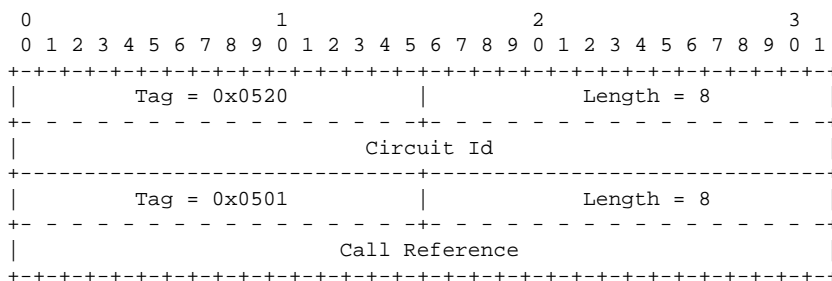 0                   1                   2                   3
 0 1 2 3 4 5 6 7 8 9 0 1 2 3 4 5 6 7 8 9 0 1 2 3 4 5 6 7 8 9 0 1
+-+-+-+-+-+-+-+-+-+-+-+-+-+-+-+-+-+-+-+-+-+-+-+-+-+-+-+-+-+-+-+-+
|         Tag = 0x0520          |            Length = 8         |
+- - - - - - - - - - - - - - - -+- - - - - - - - - - - - - - - -+
|                           Circuit Id                          |
+-------------------------------+-------------------------------+
|         Tag = 0x0501          |            Length = 8         |
+- - - - - - - - - - - - - - - -+- - - - - - - - - - - - - - - -+
|                         Call Reference                        |
+-+-+-+-+-+-+-+-+-+-+-+-+-+-+-+-+-+-+-+-+-+-+-+-+-+-+-+-+-+-+-+-+